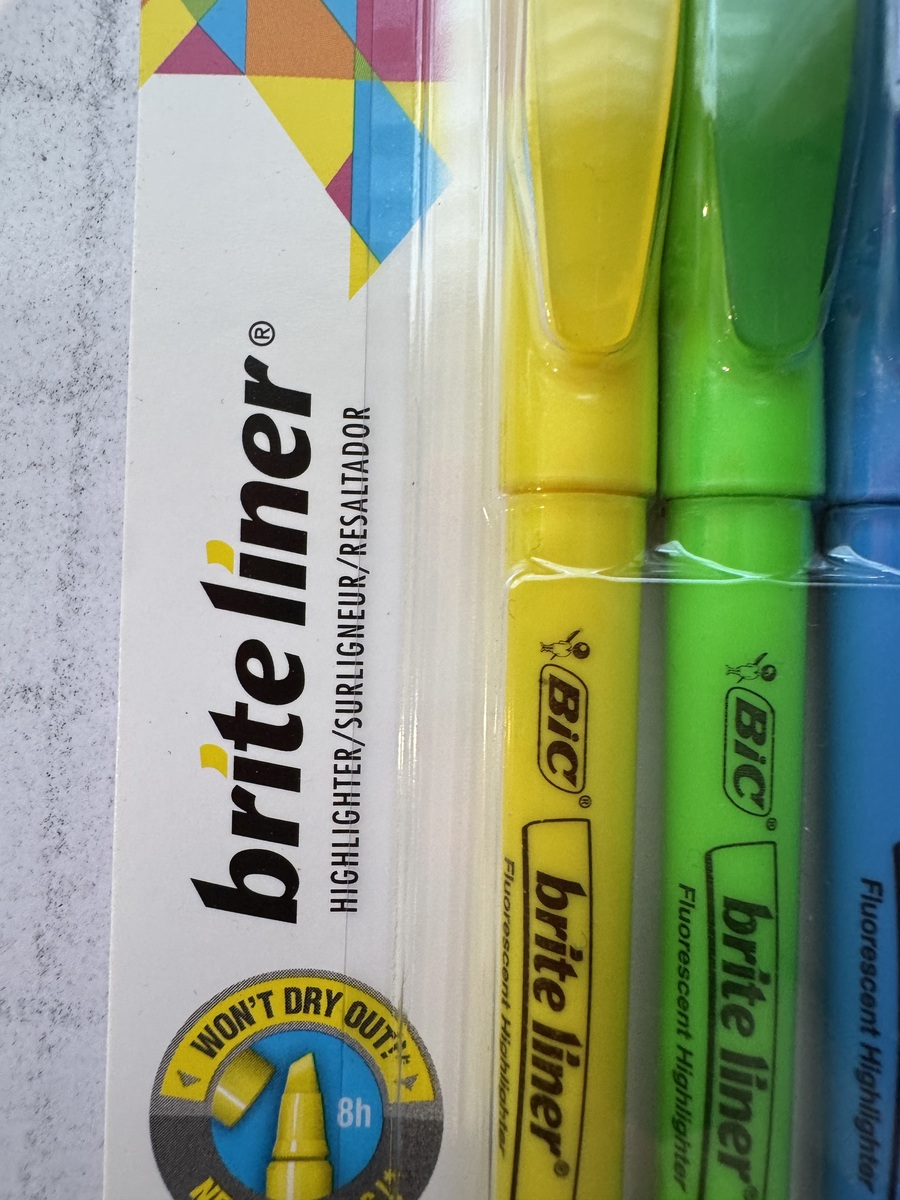 brite liner®
HIGHLIGHTER/SURLIGNEUR/RESALTADOR
WON'T DRY OUT!*
8h
BiC®
brite liner®
Fluorescent Highlighter
BiC®
brite liner®
Fluorescent Highlighter
Fluorescent Highlighter